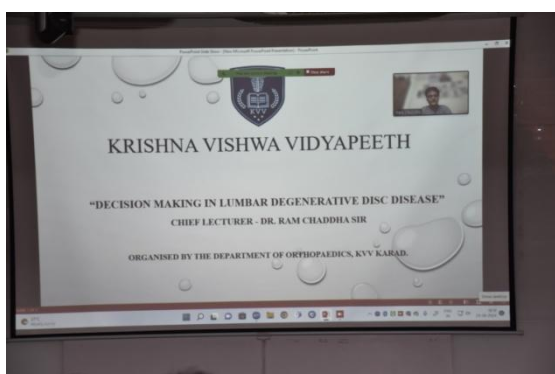 KVV
KRISHNA VISHWA VIDYAPEETH
“DECISION MAKING IN LUMBAR DEGENERATIVE DISC DISEASE”
CHIEF LECTURER - DR. RAM CHADDHA SIR
ORGANISED BY THE DEPARTMENT OF ORTHOPAEDICS, KVV KARAD.